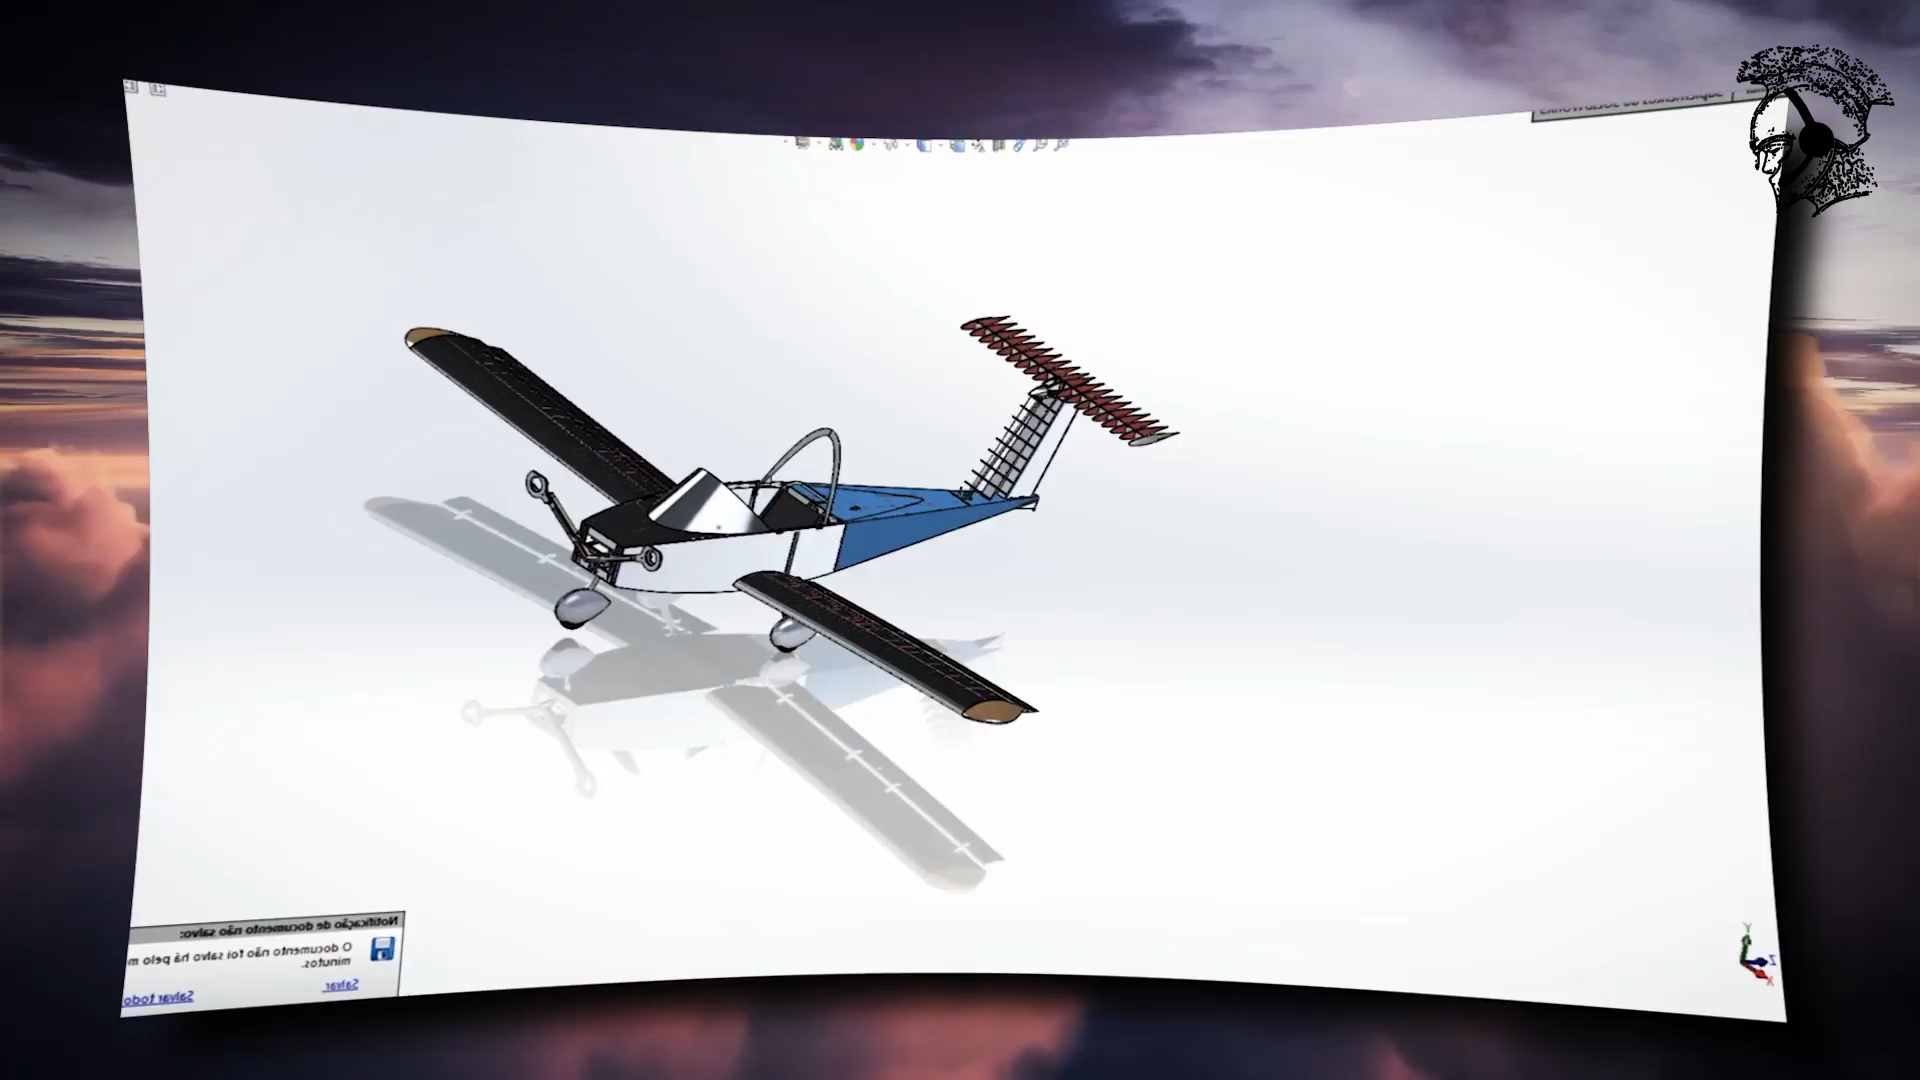 Notificação de documento não salvo:
O documento não foi salvo há pelo m
minutos.
Salvar
Salvar todo
Y
Z
X